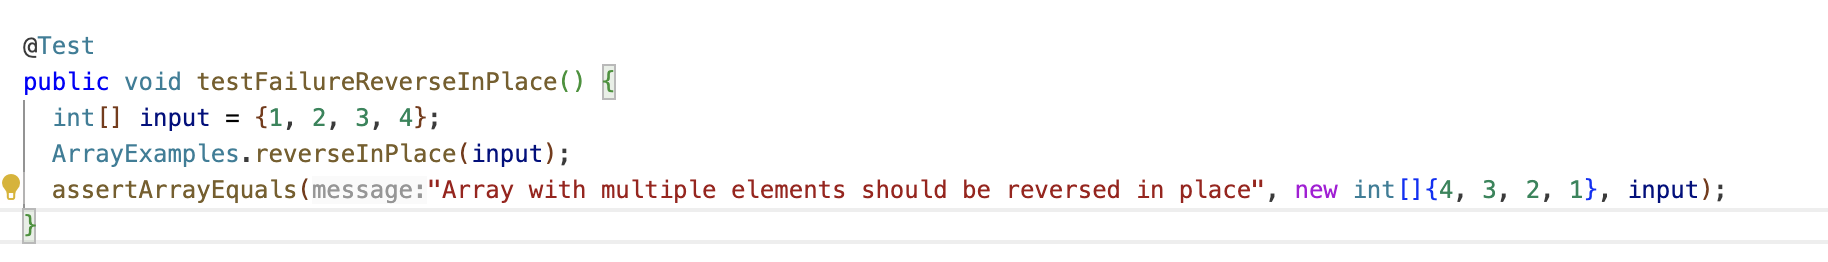 @Test
public void testFailureReverseInPlace() {
int[] input = {1, 2, 3, 4};
ArrayExamples.reverseInPlace(input);
assertArrayEquals(message:"Array with multiple elements should be reversed in place", new int[]{4, 3, 2, 1}, input);
}